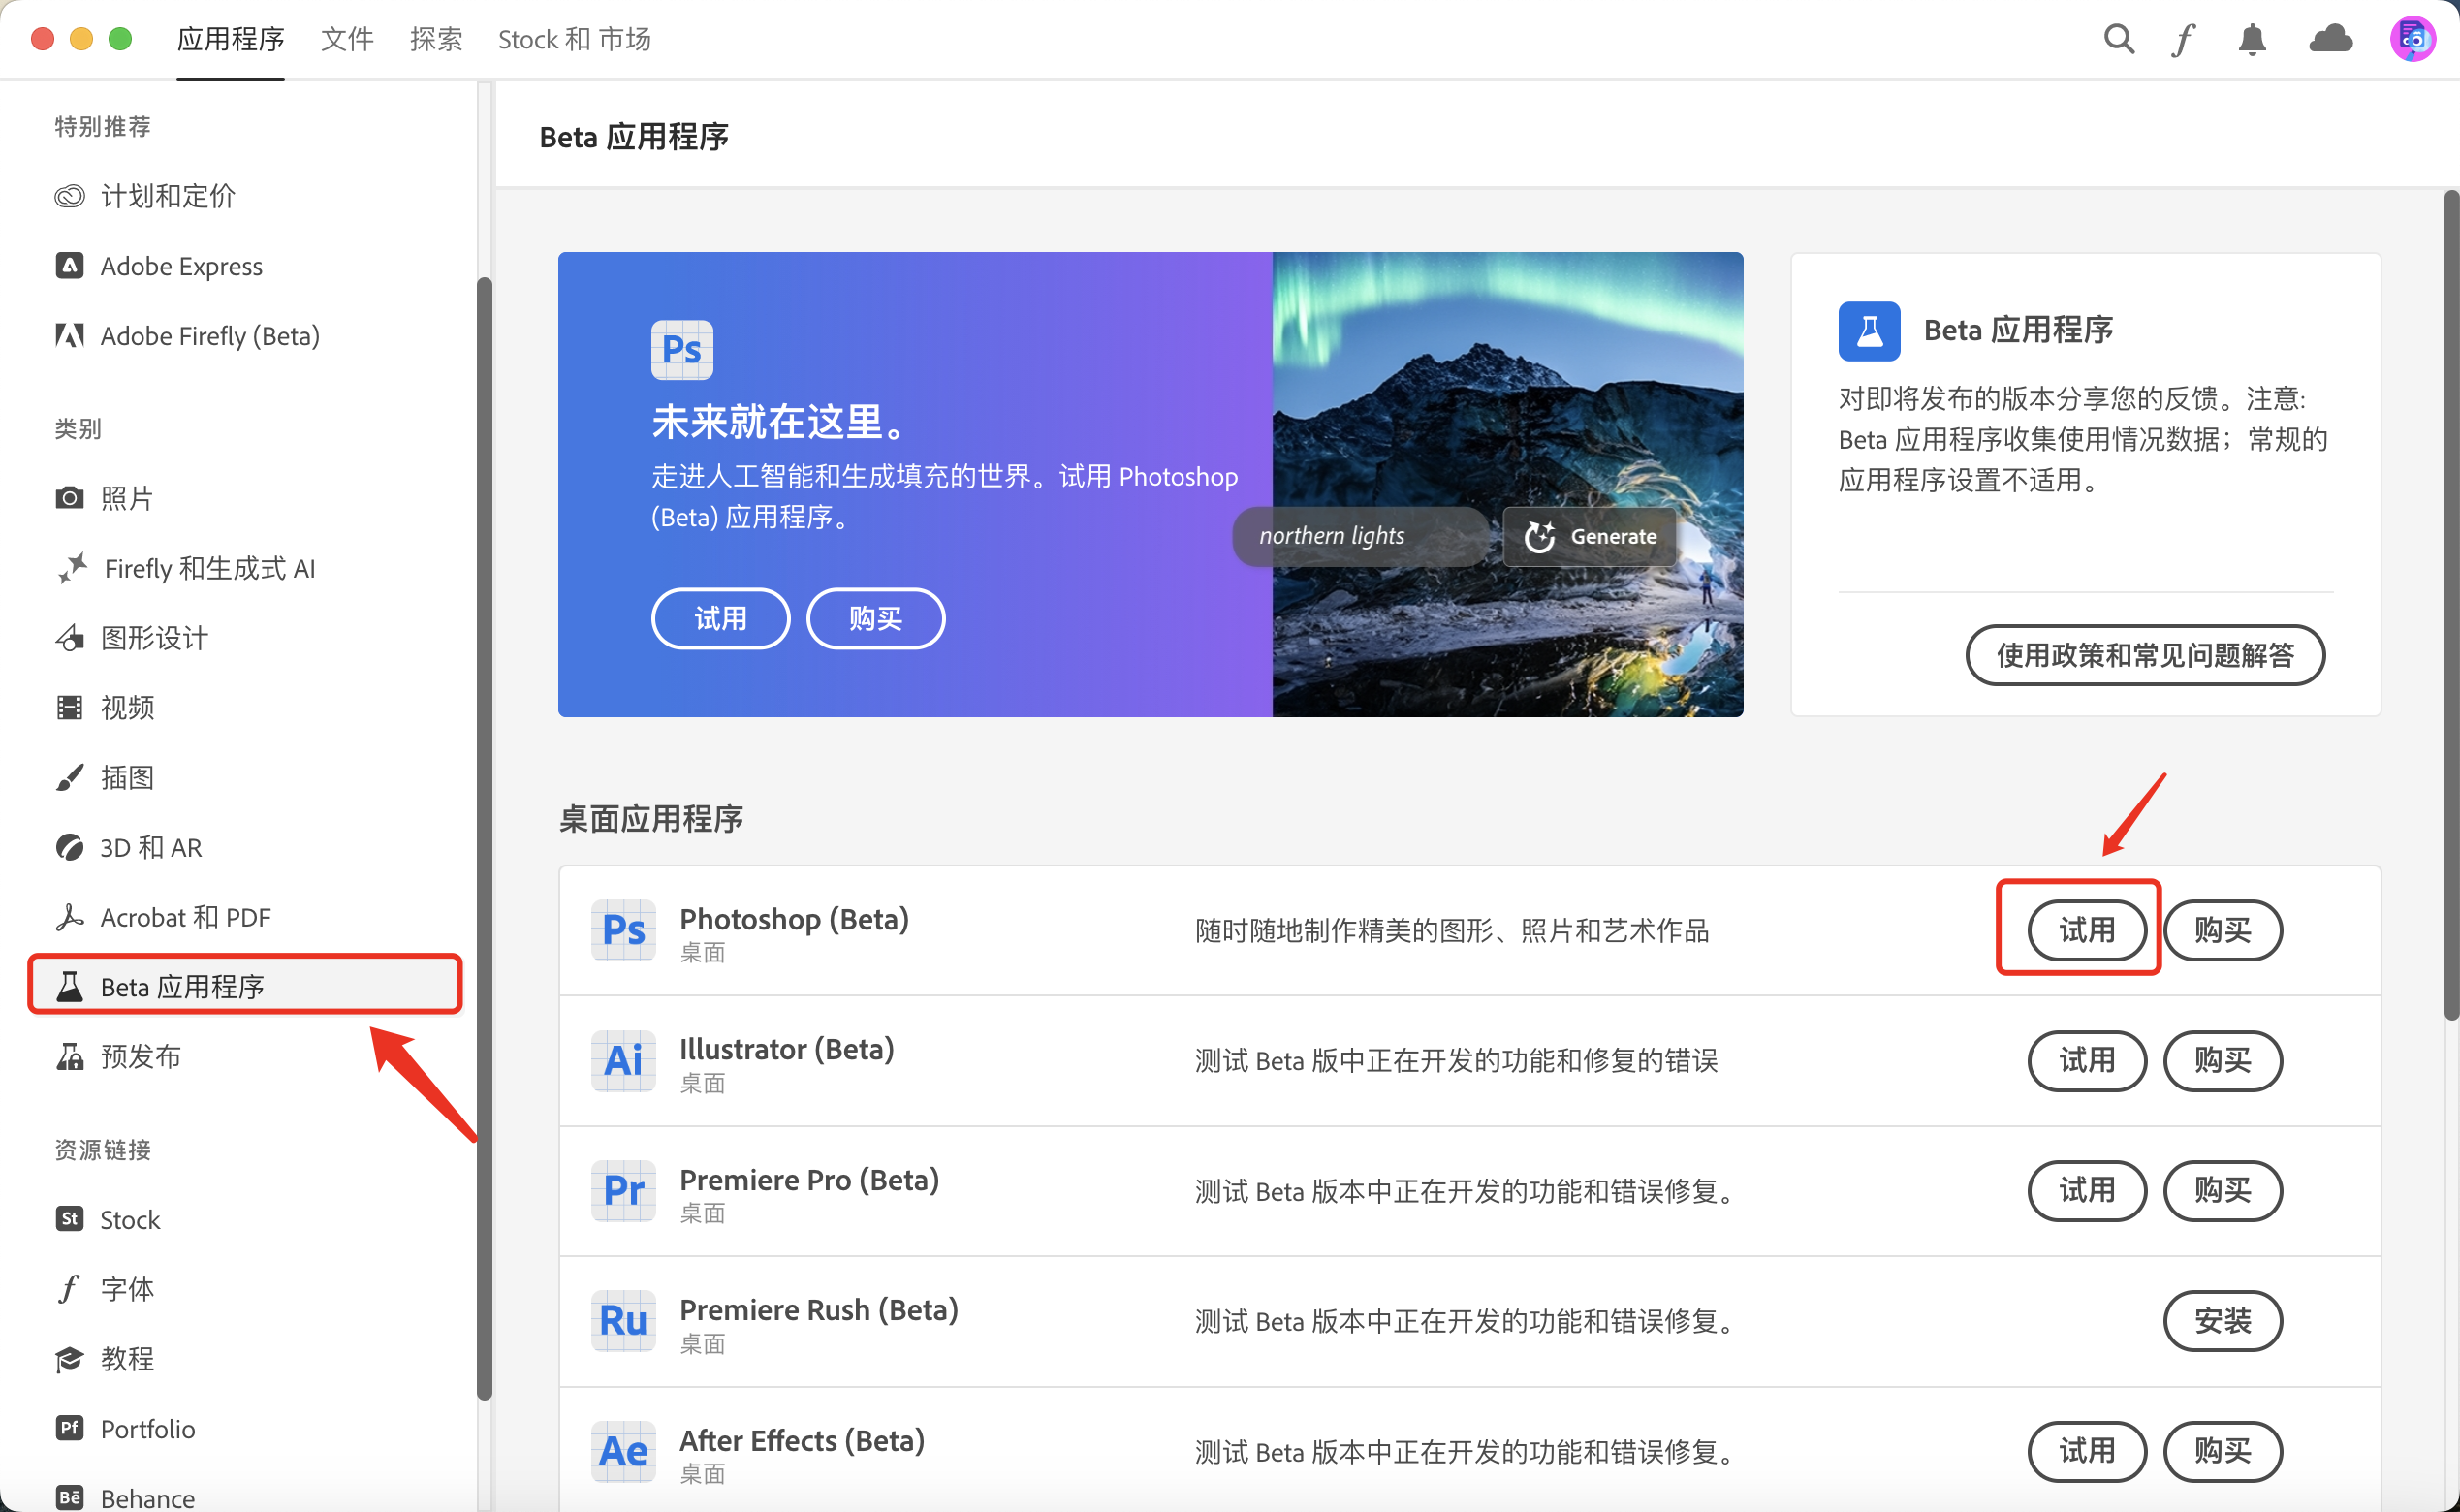 应用程序 文件 探索 Stock 和 市场
特别推荐
计划和定价
Adobe Express
Adobe Firefly (Beta)
类别
照片
Firefly 和生成式 AI
图形设计
视频
插图
3D 和 AR
Acrobat 和 PDF
Beta 应用程序
预发布
资源链接
St Stock
字体
教程
Pf Portfolio
Bē Behance
Beta 应用程序
Ps
未来就在这里。
走进人工智能和生成填充的世界。试用 Photoshop
(Beta) 应用程序。
试用 购买
northern lights Generate
Beta 应用程序
对即将发布的版本分享您的反馈。注意:
Beta 应用程序收集使用情况数据；常规的
应用程序设置不适用。
使用政策和常见问题解答
桌面应用程序
Ps Photoshop (Beta)
桌面
随时随地制作精美的图形、照片和艺术作品
试用 购买
Ai Illustrator (Beta)
桌面
测试 Beta 版中正在开发的功能和修复的错误
试用 购买
Pr Premiere Pro (Beta)
桌面
测试 Beta 版本中正在开发的功能和错误修复。
试用 购买
Ru Premiere Rush (Beta)
桌面
测试 Beta 版本中正在开发的功能和错误修复。
安装
Ae After Effects (Beta)
桌面
测试 Beta 版本中正在开发的功能和错误修复。
试用 购买